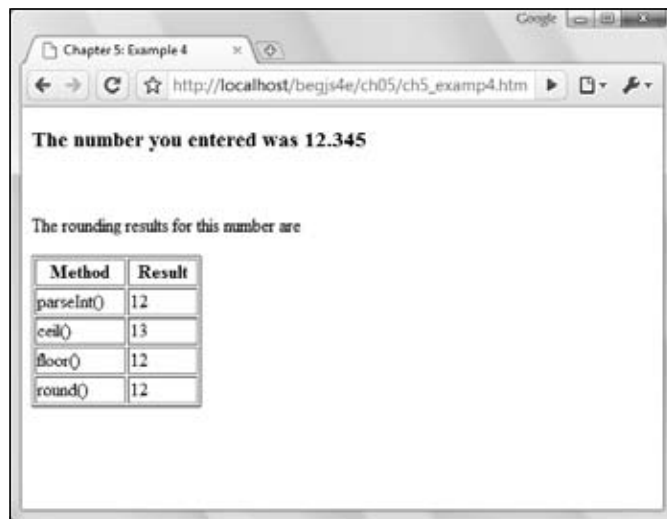 Google
Chapter 5: Example 4
http://localhost/begjs4e/ch05/ch5_examp4.htm
The number you entered was 12.345
The rounding results for this number are
Method Result
parseInt() 12
ceil() 13
floor() 12
round() 12